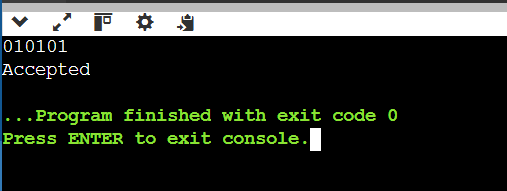 010101
Accepted
...Program finished with exit code 0
Press ENTER to exit console.